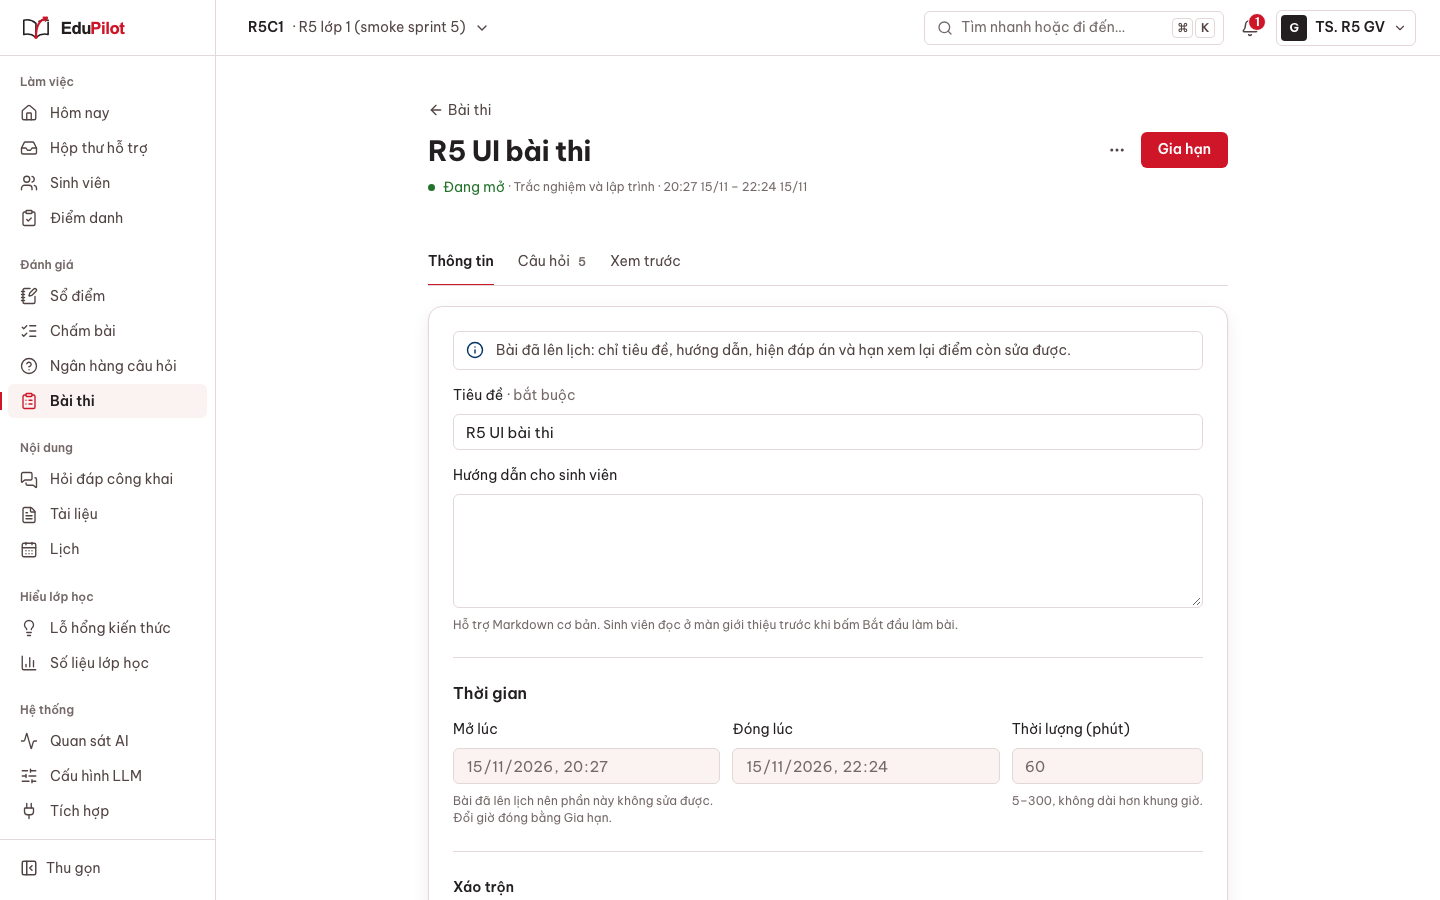 EduPilot
R5C1 · R5 lớp 1 (smoke sprint 5)
Tìm nhanh hoặc đi đến...
⌘ K
1
G TS. R5 GV
Làm việc
Hôm nay
Hộp thư hỗ trợ
Sinh viên
Điểm danh
Đánh giá
Sổ điểm
Chấm bài
Ngân hàng câu hỏi
Bài thi
Nội dung
Hỏi đáp công khai
Tài liệu
Lịch
Hiểu lớp học
Lỗ hổng kiến thức
Số liệu lớp học
Hệ thống
Quan sát AI
Cấu hình LLM
Tích hợp
Thu gọn
← Bài thi
R5 UI bài thi
Gia hạn
Đang mở · Trắc nghiệm và lập trình · 20:27 15/11 – 22:24 15/11
Thông tin
Câu hỏi 5
Xem trước
Bài đã lên lịch: chỉ tiêu đề, hướng dẫn, hiện đáp án và hạn xem lại điểm còn sửa được.
Tiêu đề · bắt buộc
R5 UI bài thi
Hướng dẫn cho sinh viên
Hỗ trợ Markdown cơ bản. Sinh viên đọc ở màn giới thiệu trước khi bấm Bắt đầu làm bài.
Thời gian
Mở lúc
Đóng lúc
Thời lượng (phút)
15/11/2026, 20:27
15/11/2026, 22:24
60
Bài đã lên lịch nên phần này không sửa được.
Đổi giờ đóng bằng Gia hạn.
5–300, không dài hơn khung giờ.
Xáo trộn